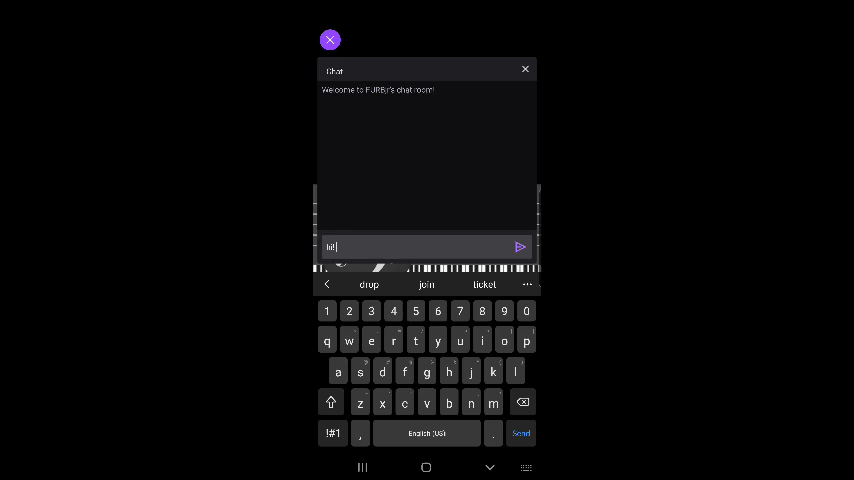 Chat
Welcome to FURBjr's chat room!
hi!
drop join ticket
1 2 3 4 5 6 7 8 9 0
q w e r t y u i o p
a s d f g h j k l
z x c v b n m
!#1 , English (US) . Send